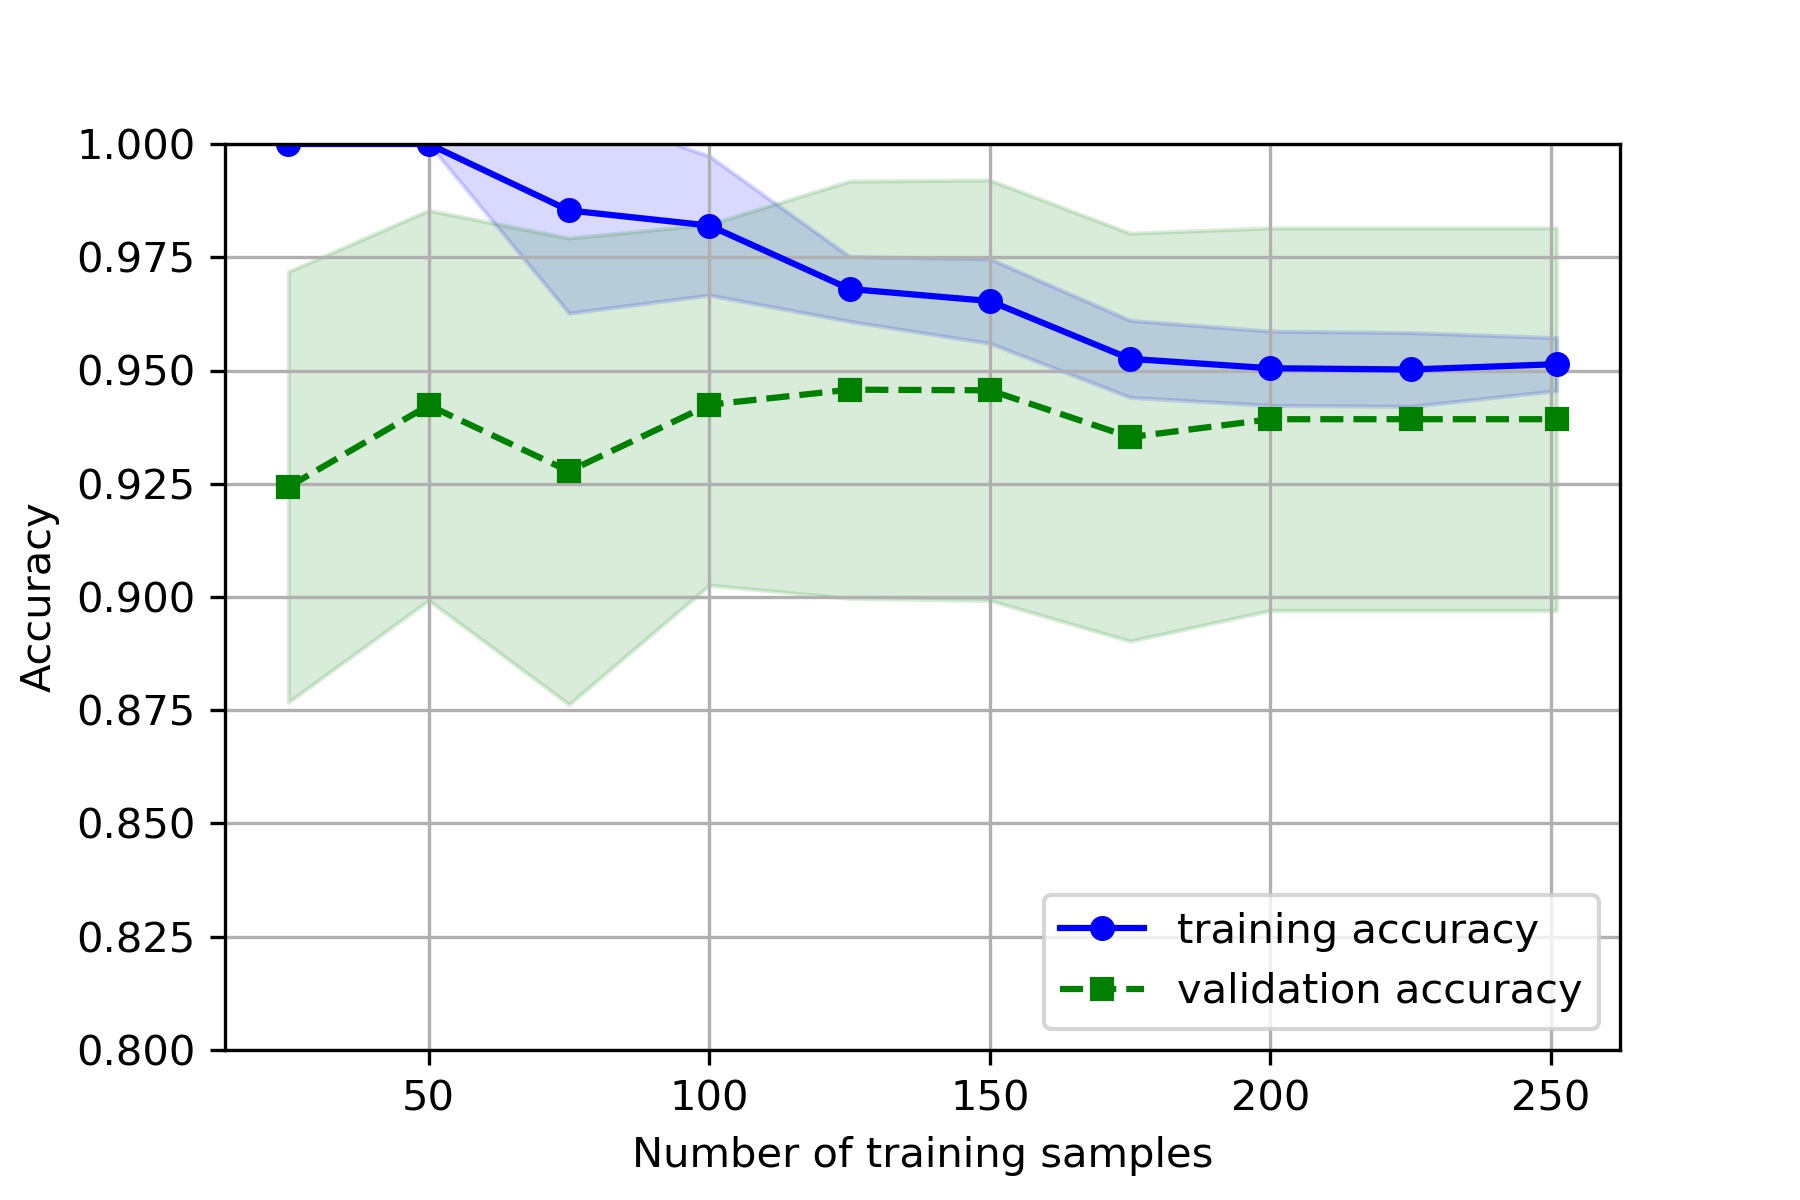 1.000
0.975
0.950
0.925
0.900
0.875
0.850
0.825
0.800
Accuracy
training accuracy
validation accuracy
50 100 150 200 250
Number of training samples